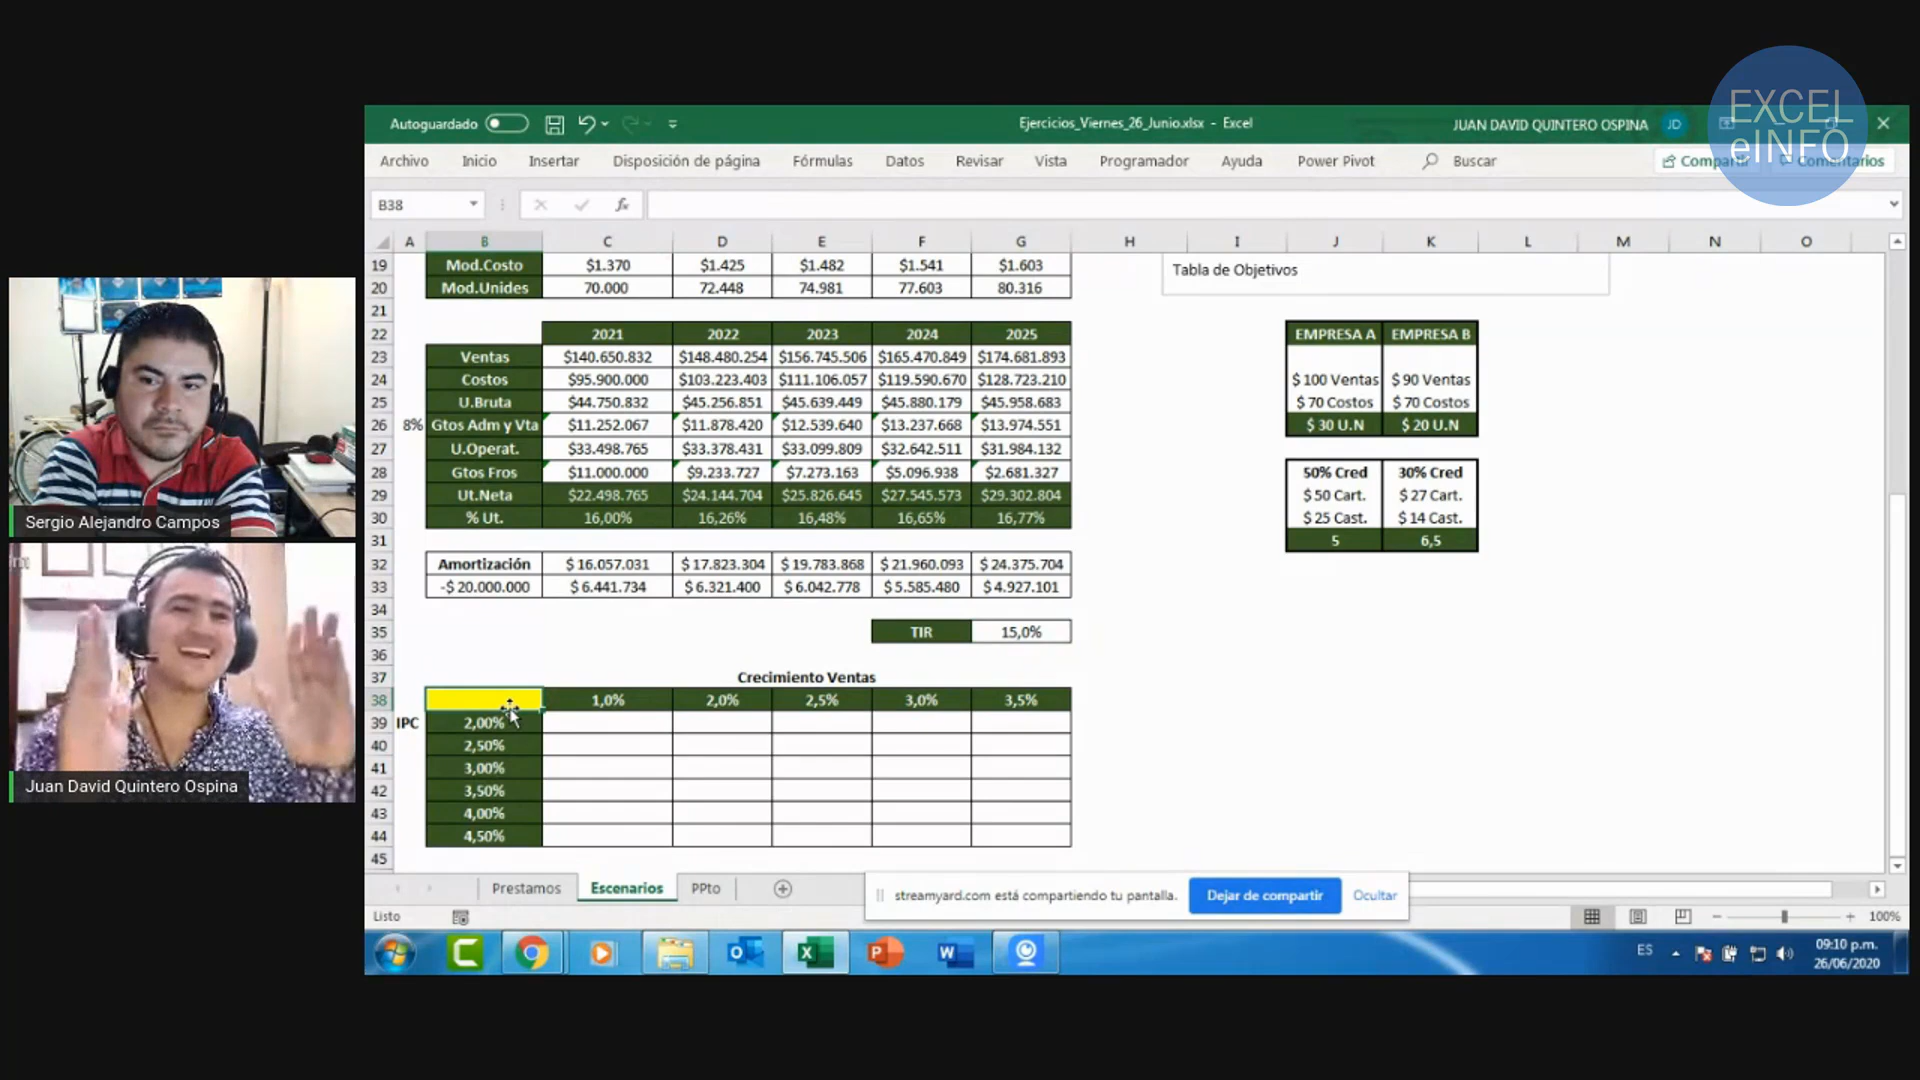 EXCEL
eINFO
Autoguardado
Ejercicios_Viernes_26_Junio.xlsx - Excel
JUAN DAVID QUINTERO OSPINA JD
Archivo Inicio Insertar Disposición de página Fórmulas Datos Revisar Vista Programador Ayuda Power Pivot Buscar Compartir Comentarios
B38 fx
A B C D E F G H I J K L M N O
19 Mod.Costo $1.370 $1.425 $1.482 $1.541 $1.603
Tabla de Objetivos
20 Mod.Unides 70.000 72.448 74.981 77.603 80.316
21
22 2021 2022 2023 2024 2025 EMPRESA A EMPRESA B
23 Ventas $140.650.832 $148.480.254 $156.745.506 $165.470.849 $174.681.893
24 Costos $95.900.000 $103.223.403 $111.106.057 $119.590.670 $128.723.210 $ 100 Ventas $ 90 Ventas
25 U.Bruta $44.750.832 $45.256.851 $45.639.449 $45.880.179 $45.958.683 $ 70 Costos $ 70 Costos
26 8% Gtos Adm y Vta $11.252.067 $11.878.420 $12.539.640 $13.237.668 $13.974.551 $ 30 U.N $ 20 U.N
27 U.Operat. $33.498.765 $33.378.431 $33.099.809 $32.642.511 $31.984.132
28 Gtos Fros $11.000.000 $9.233.727 $7.273.163 $5.096.938 $2.681.327 50% Cred 30% Cred
29 Ut.Neta $22.498.765 $24.144.704 $25.826.645 $27.545.573 $29.302.804 $ 50 Cart. $ 27 Cart.
30 % Ut. 16,00% 16,26% 16,48% 16,65% 16,77% $ 25 Cast. $ 14 Cast.
31 5 6,5
32 Amortización $ 16.057.031 $ 17.823.304 $ 19.783.868 $ 21.960.093 $ 24.375.704
33 -$ 20.000.000 $ 6.441.734 $ 6.321.400 $ 6.042.778 $ 5.585.480 $ 4.927.101
34
35 TIR 15,0%
36
37 Crecimiento Ventas
38 1,0% 2,0% 2,5% 3,0% 3,5%
39 IPC 2,00%
40 2,50%
41 3,00%
42 3,50%
43 4,00%
44 4,50%
45
Prestamos Escenarios PPto
streamyard.com está compartiendo tu pantalla. Dejar de compartir Ocultar
Listo 100%
ES 09:10 p.m.
26/06/2020
Sergio Alejandro Campos
Juan David Quintero Ospina